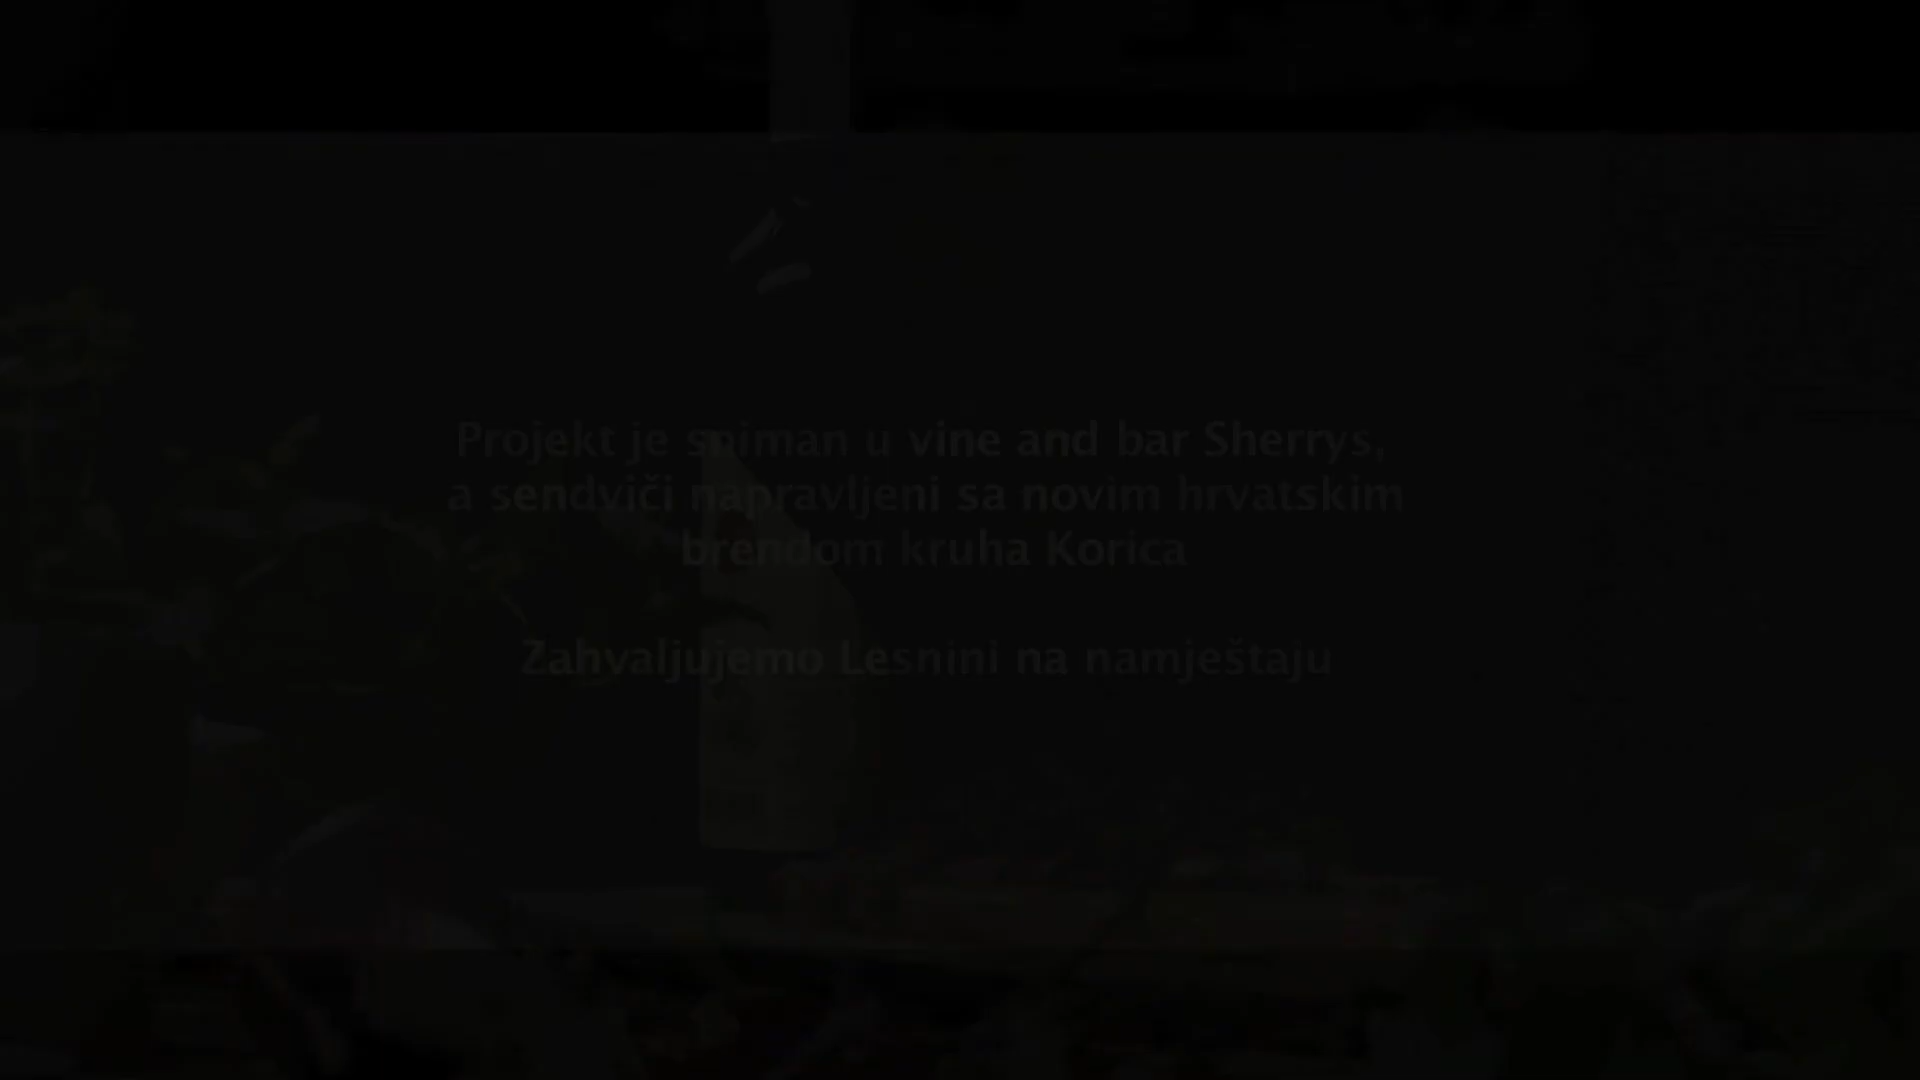 Projekt je sniman u vine and bar Sherrys,
a sendviči napravljeni sa novim hrvatskim
brendom kruha Korica
Zahvaljujemo Lesnini na namještaju